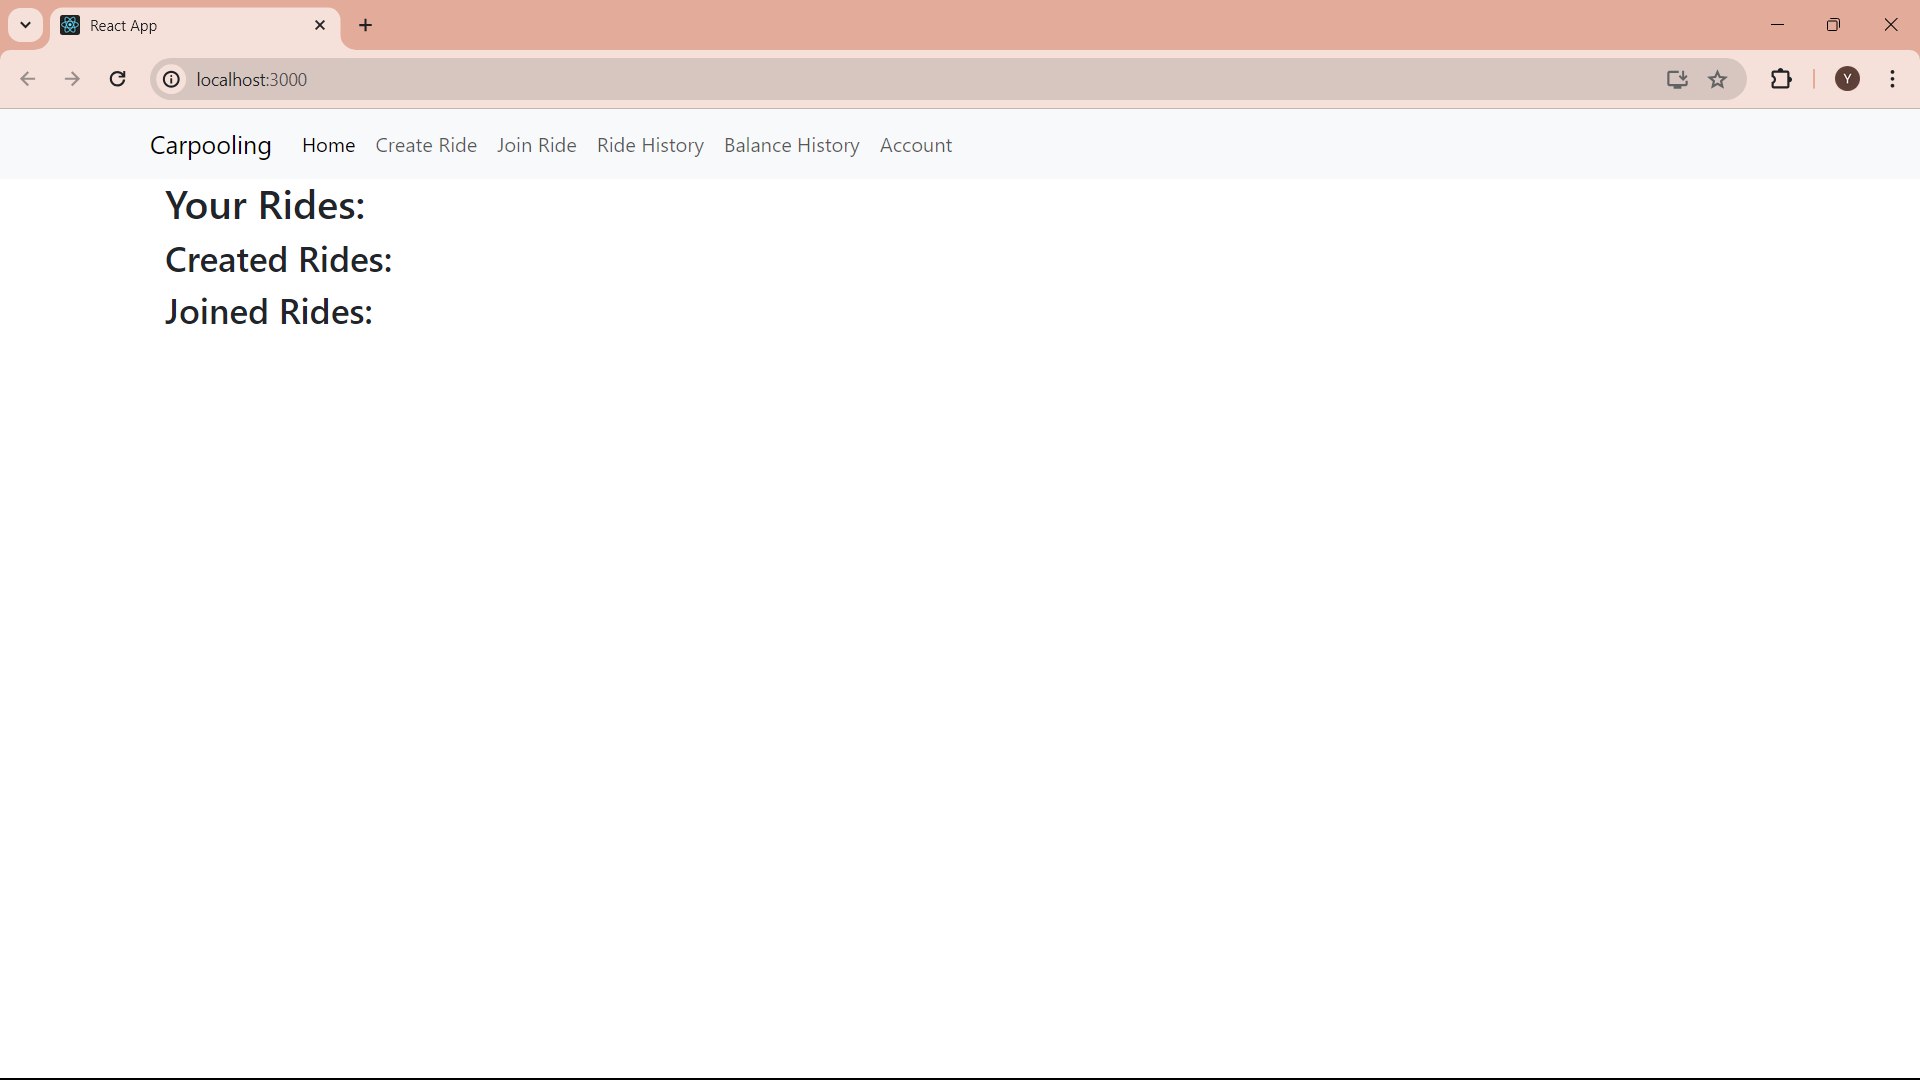 React App
localhost:3000
Y
Carpooling Home Create Ride Join Ride Ride History Balance History Account
Your Rides:
Created Rides:
Joined Rides: